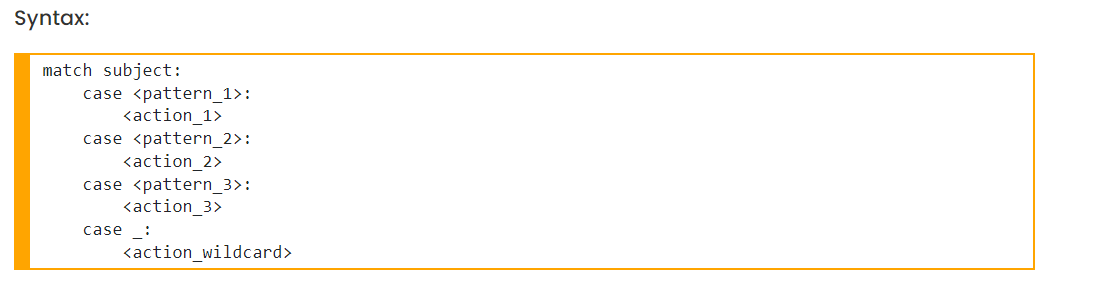 Syntax:
match subject:
    case <pattern_1>:
        <action_1>
    case <pattern_2>:
        <action_2>
    case <pattern_3>:
        <action_3>
    case _:
        <action_wildcard>